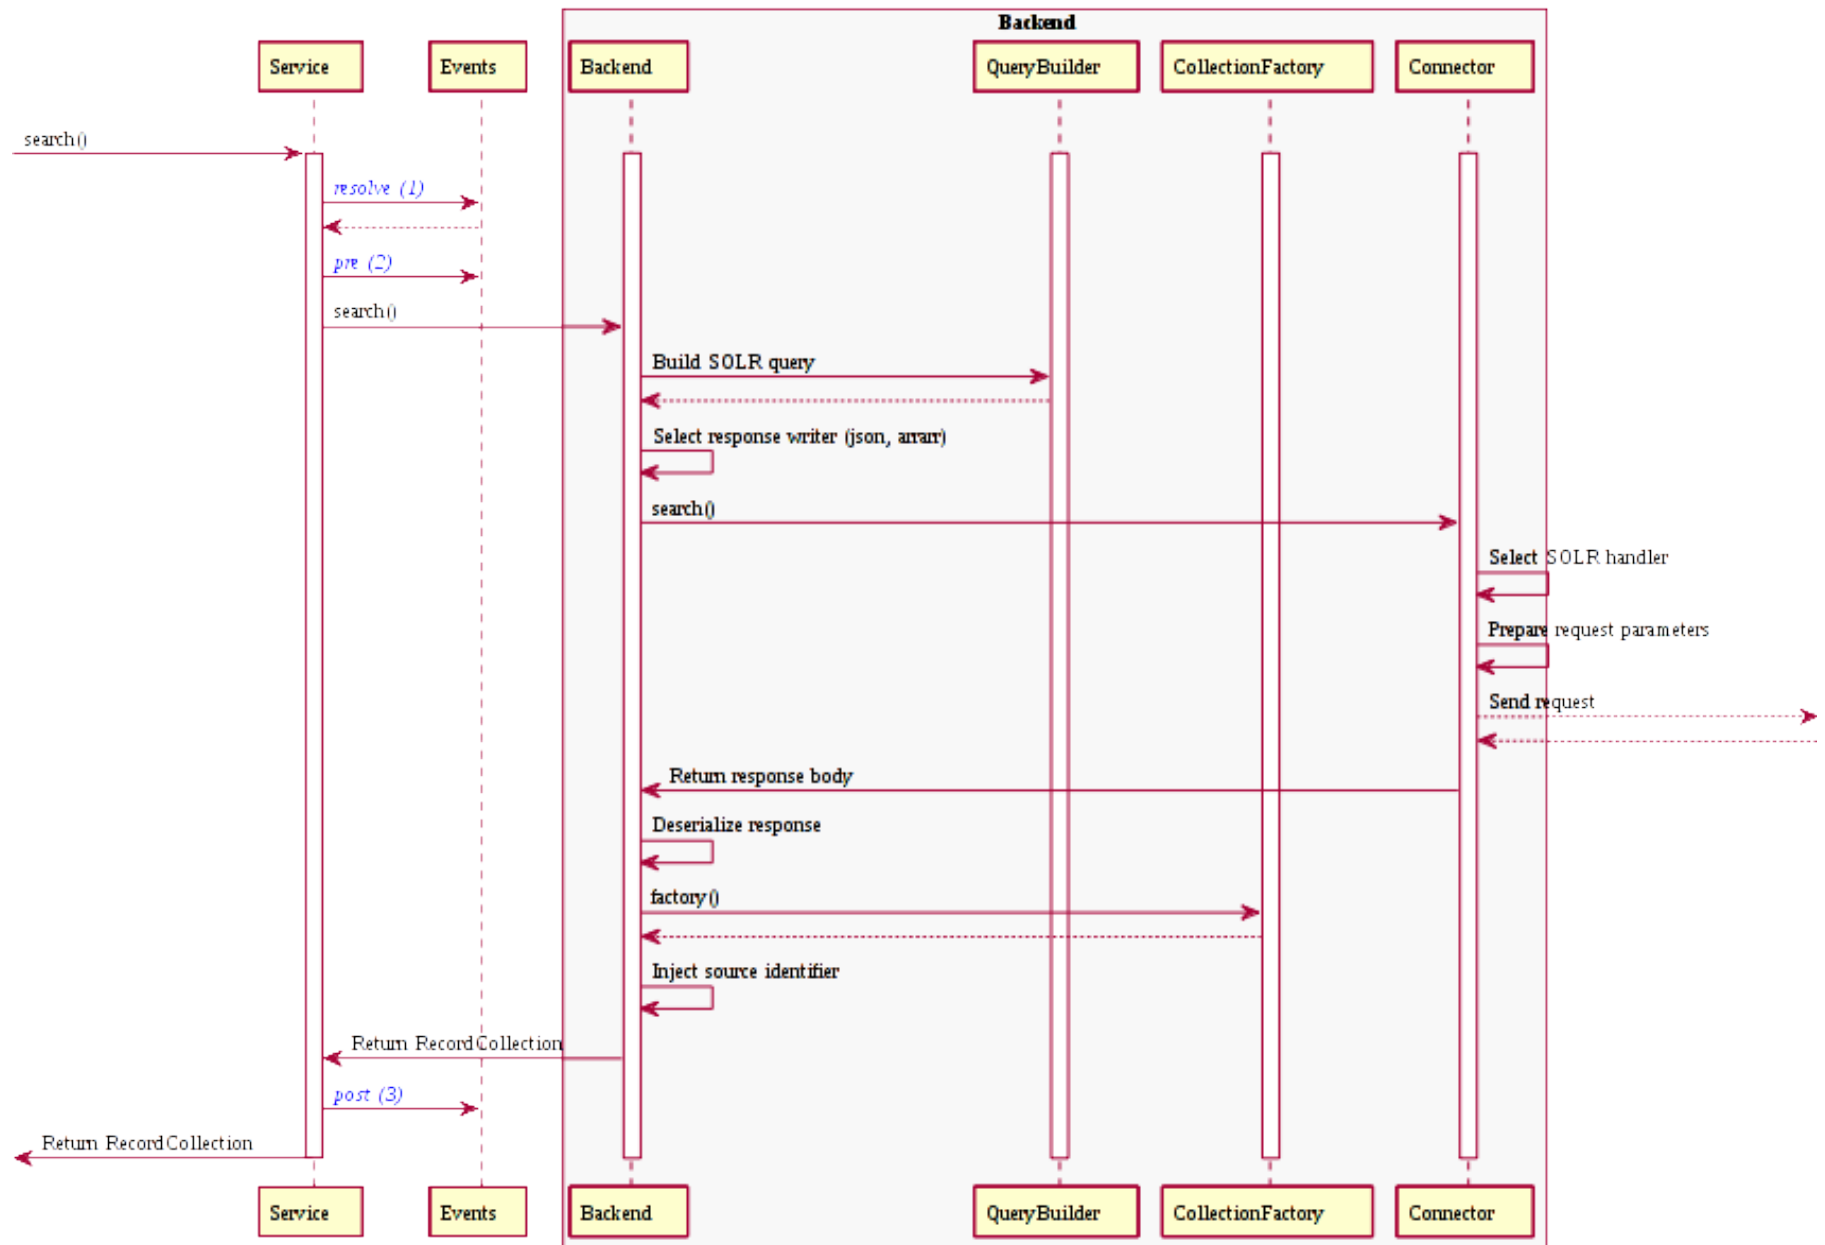 Backend
Service
Events
Backend
QueryBuilder
CollectionFactory
Connector
search()
resolve (1)
pre (2)
search()
Build SOLR query
Select response writer (json, arrarr)
search()
Select SOLR handler
Prepare request parameters
Send request
Return response body
Deserialize response
factory()
Inject source identifier
Return RecordCollection
post (3)
Return RecordCollection
Service
Events
Backend
QueryBuilder
CollectionFactory
Connector